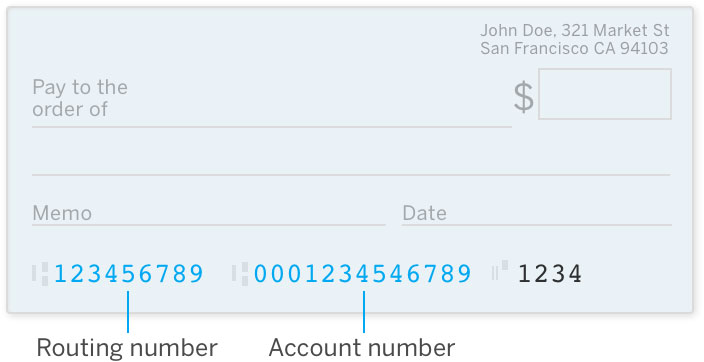 John Doe, 321 Market St
San Francisco CA 94103
Pay to the
order of
$
Memo
Date
123456789 0001234546789 1234
Routing number
Account number